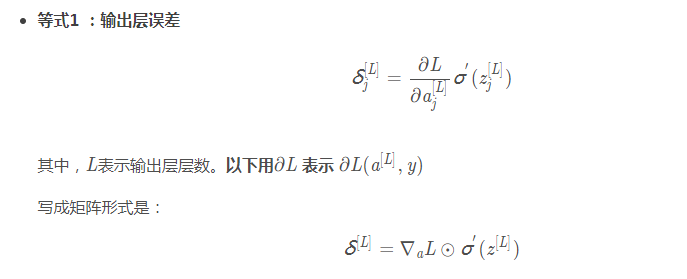 等式1 ：输出层误差
δ_j^{[L]} = \frac{∂L}{∂a_j^{[L]}} σ^{'}(z_j^{[L]})
其中，L表示输出层层数。以下用∂L 表示 ∂L(a^{[L]}, y)
写成矩阵形式是：
δ^{[L]} = ∇_a L ⊙ σ^{'}(z^{[L]})